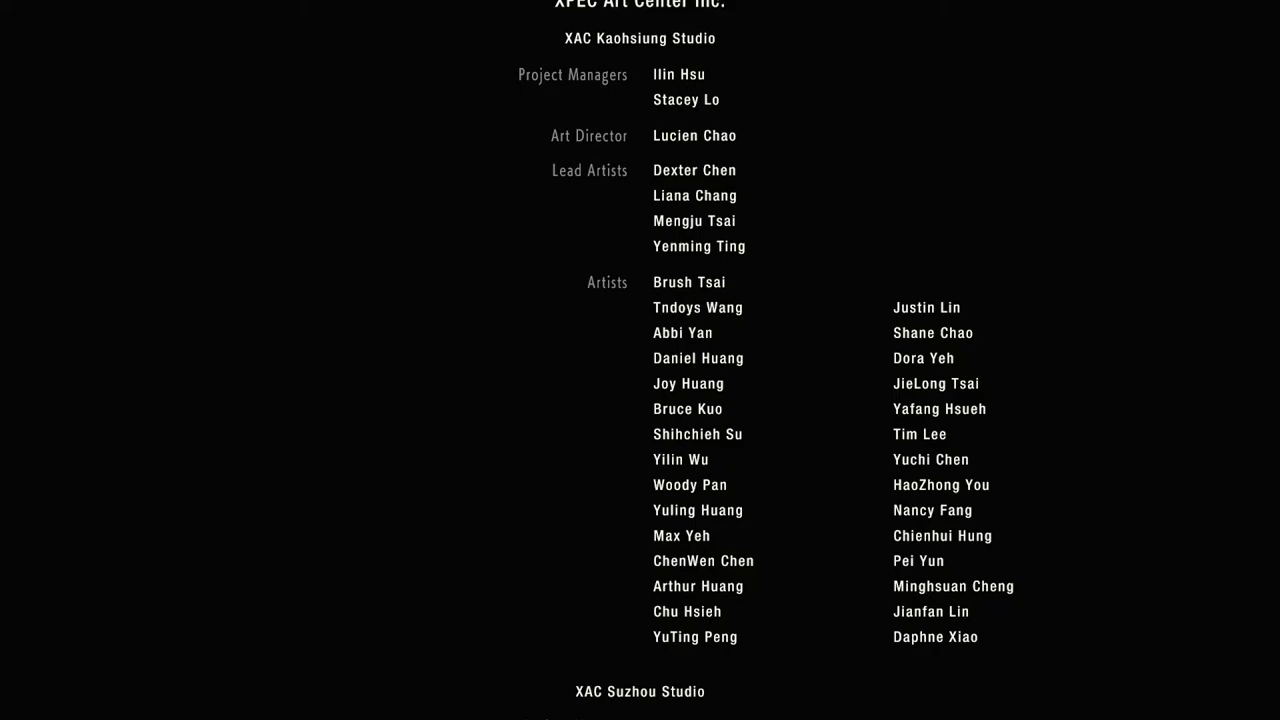 XPEC Art Center Inc.
XAC Kaohsiung Studio
Project Managers Ilin Hsu
Stacey Lo
Art Director Lucien Chao
Lead Artists Dexter Chen
Liana Chang
Mengju Tsai
Yenming Ting
Artists Brush Tsai
Tndoys Wang Justin Lin
Abbi Yan Shane Chao
Daniel Huang Dora Yeh
Joy Huang JieLong Tsai
Bruce Kuo Yafang Hsueh
Shihchieh Su Tim Lee
Yilin Wu Yuchi Chen
Woody Pan HaoZhong You
Yuling Huang Nancy Fang
Max Yeh Chienhui Hung
ChenWen Chen Pei Yun
Arthur Huang Minghsuan Cheng
Chu Hsieh Jianfan Lin
YuTing Peng Daphne Xiao
XAC Suzhou Studio